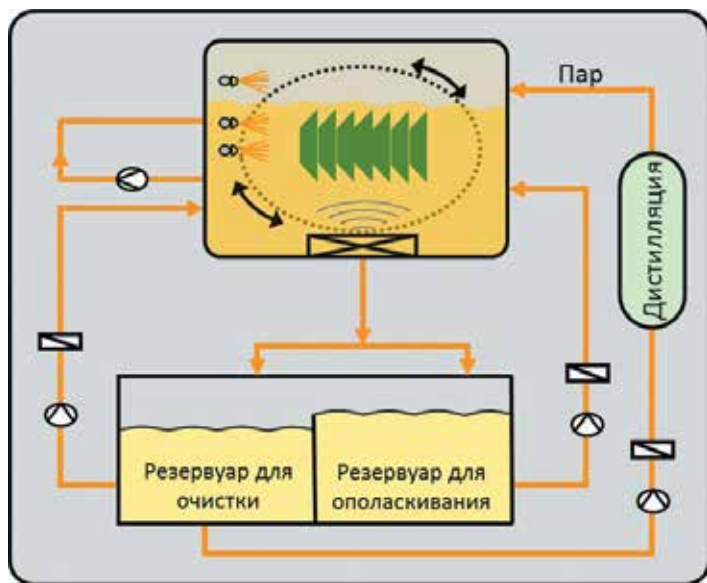 Пар
Дистилляция
Резервуар для
очистки
Резервуар для
ополаскивания